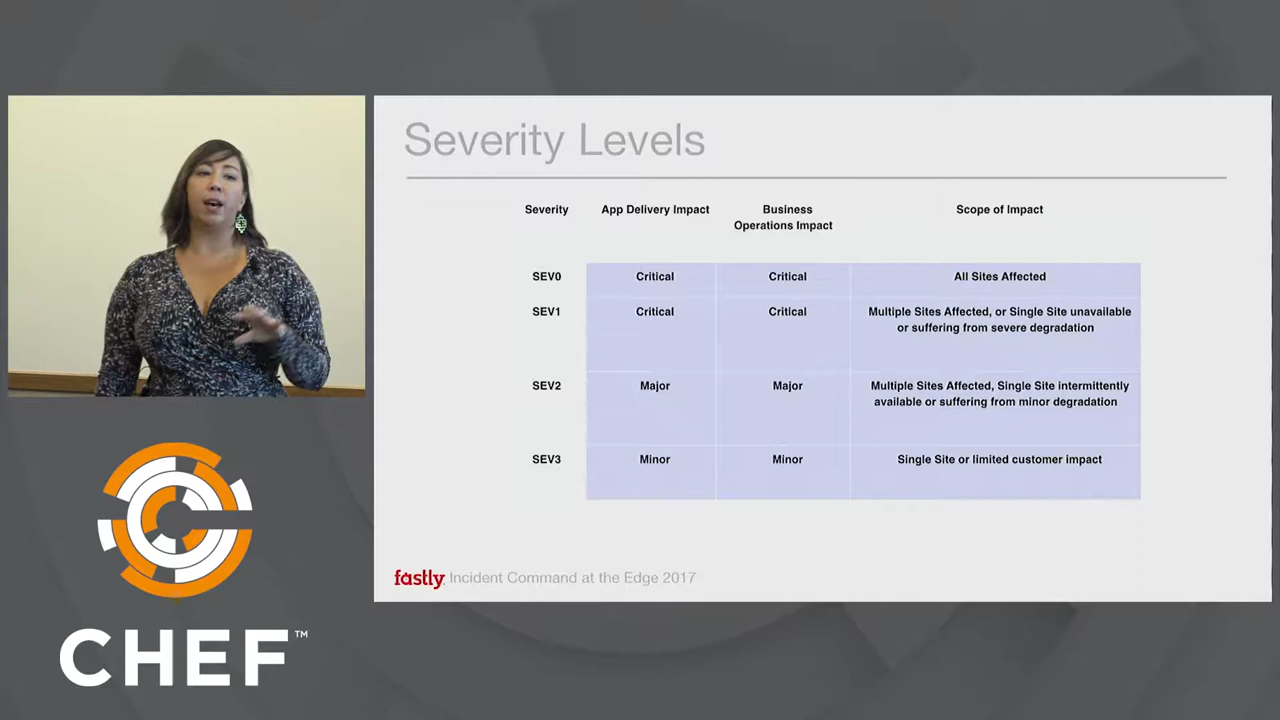 Severity Levels
Severity
App Delivery Impact
Business
Operations Impact
Scope of Impact
SEV0
Critical
Critical
All Sites Affected
SEV1
Critical
Critical
Multiple Sites Affected, or Single Site unavailable
or suffering from severe degradation
SEV2
Major
Major
Multiple Sites Affected, Single Site intermittently
available or suffering from minor degradation
SEV3
Minor
Minor
Single Site or limited customer impact
fastly Incident Command at the Edge 2017
CHEF™